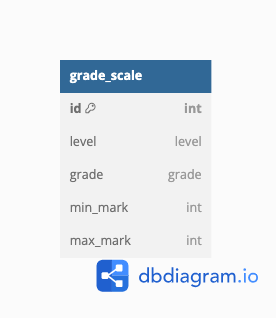 grade_scale
id int
level level
grade grade
min_mark int
max_mark int
dbdiagram.io